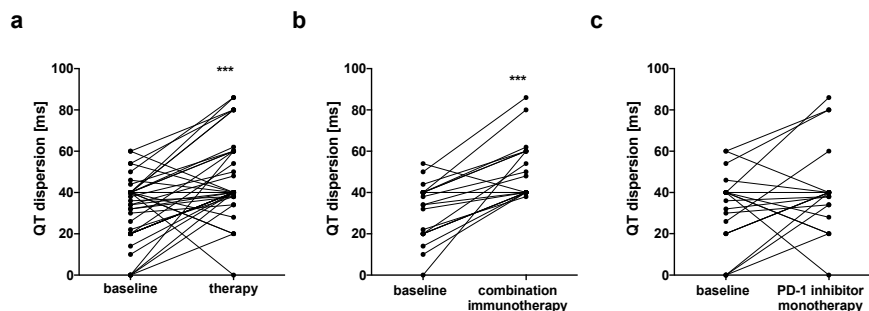 a
QT dispersion [ms]
100
80
60
40
20
0
***
baseline
therapy
b
QT dispersion [ms]
100
80
60
40
20
0
***
baseline
combination
immunotherapy
c
QT dispersion [ms]
100
80
60
40
20
0
baseline
PD-1 inhibitor
monotherapy